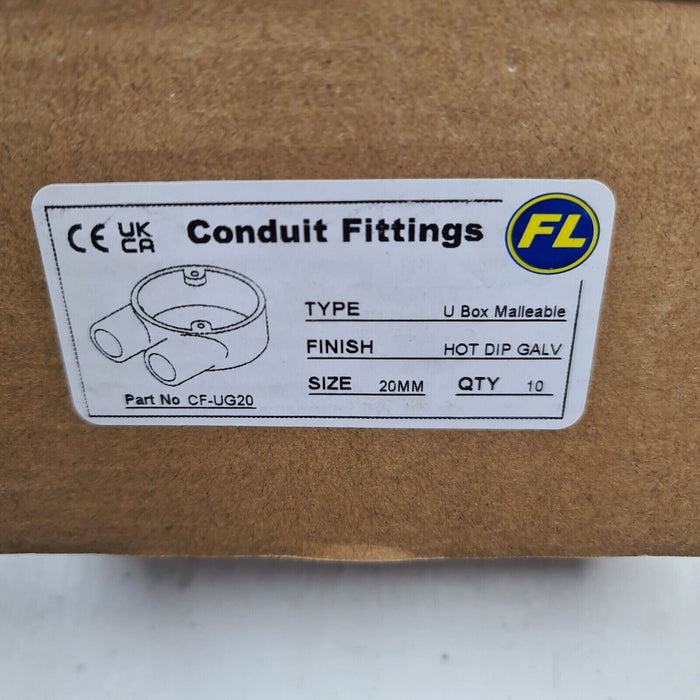 CE UK CA Conduit Fittings FL
TYPE U Box Malleable
FINISH HOT DIP GALV
SIZE 20MM QTY 10
Part No CF-UG20